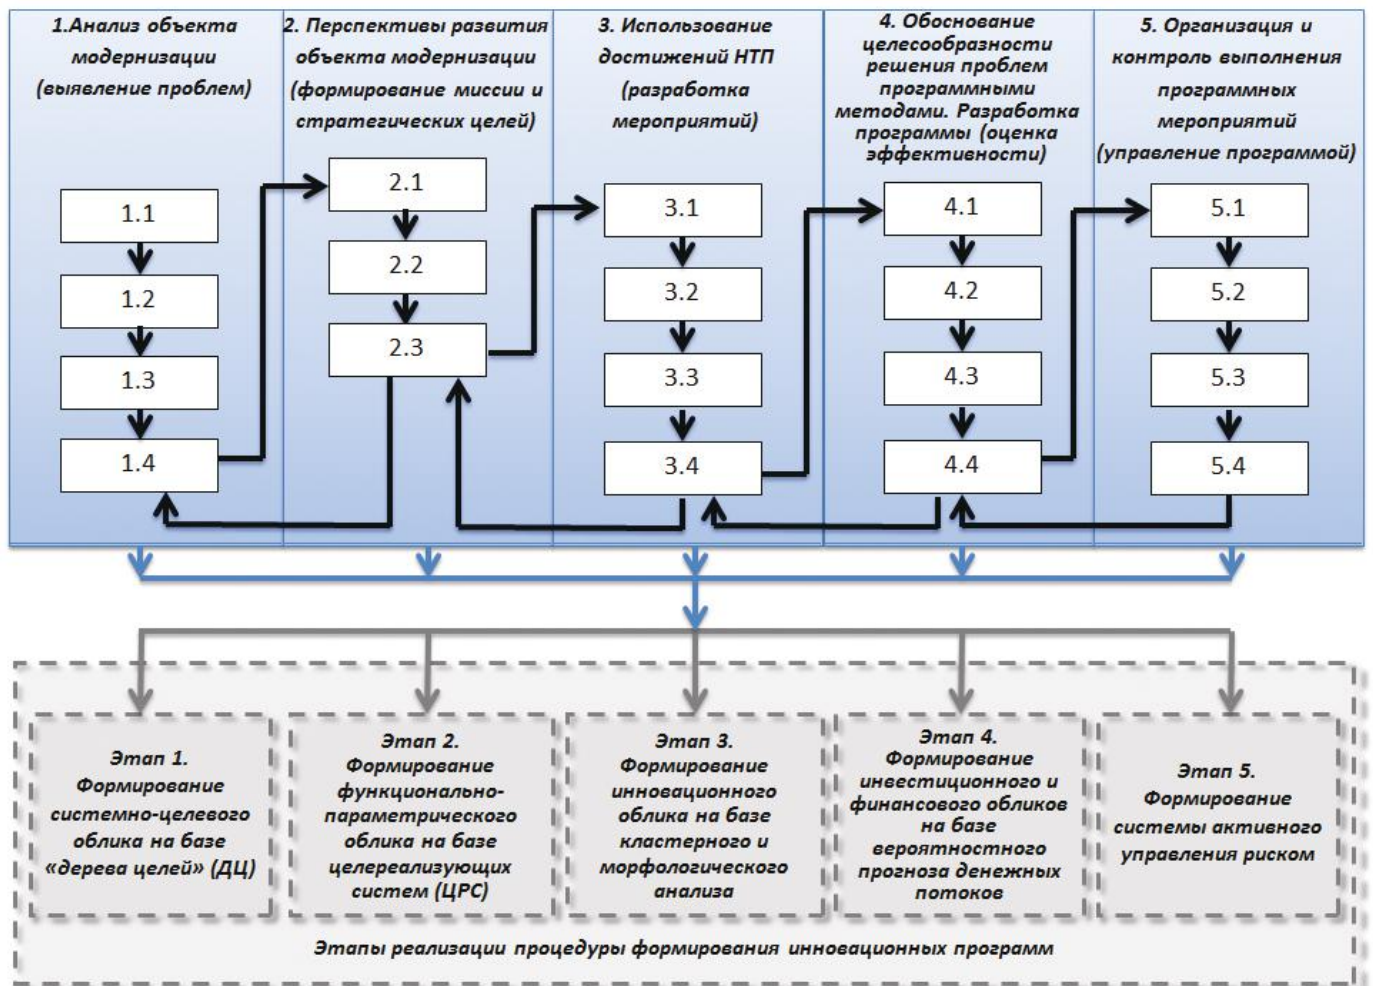 1.Анализ объекта
модернизации
(выявление проблем)
2. Перспективы развития
объекта модернизации
(формирование миссии и
стратегических целей)
3. Использование
достижений НТП
(разработка
мероприятий)
4. Обоснование
целесообразности
решения проблем
программными
методами. Разработка
программы (оценка
эффективности)
5. Организация и
контроль выполнения
программных
мероприятий
(управление программой)
1.1
1.2
1.3
1.4
2.1
2.2
2.3
3.1
3.2
3.3
3.4
4.1
4.2
4.3
4.4
5.1
5.2
5.3
5.4
Этап 1.
Формирование
системно-целевого
облика на базе
«дерева целей» (ДЦ)
Этап 2.
Формирование
функционально-
параметрического
облика на базе
целереализующих
систем (ЦРС)
Этап 3.
Формирование
инновационного
облика на базе
кластерного и
морфологического
анализа
Этап 4.
Формирование
инвестиционного и
финансового обликов
на базе
вероятностного
прогноза денежных
потоков
Этап 5.
Формирование
системы активного
управления риском
Этапы реализации процедуры формирования инновационных программ